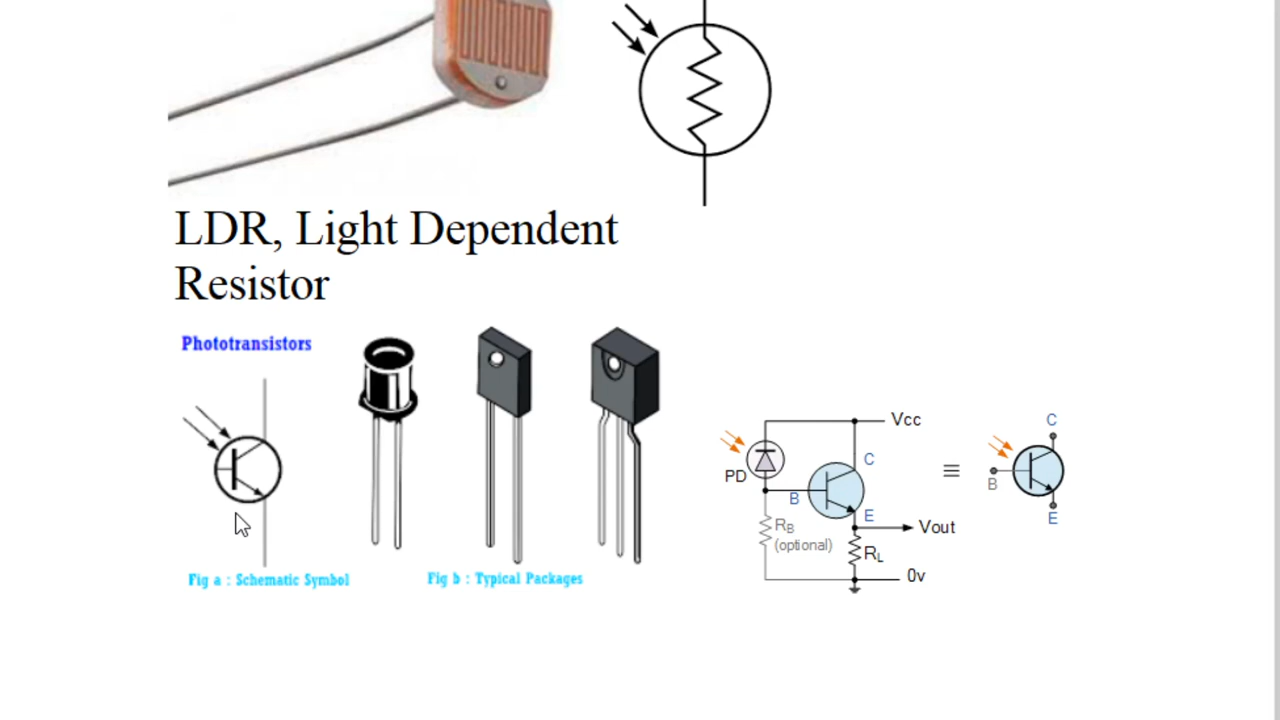 LDR, Light Dependent
Resistor
Phototransistors
Vcc
C
PD
B
E
Vout
RB
(optional)
RL
0v
≡
C
B
E
Fig a : Schematic Symbol
Fig b : Typical Packages